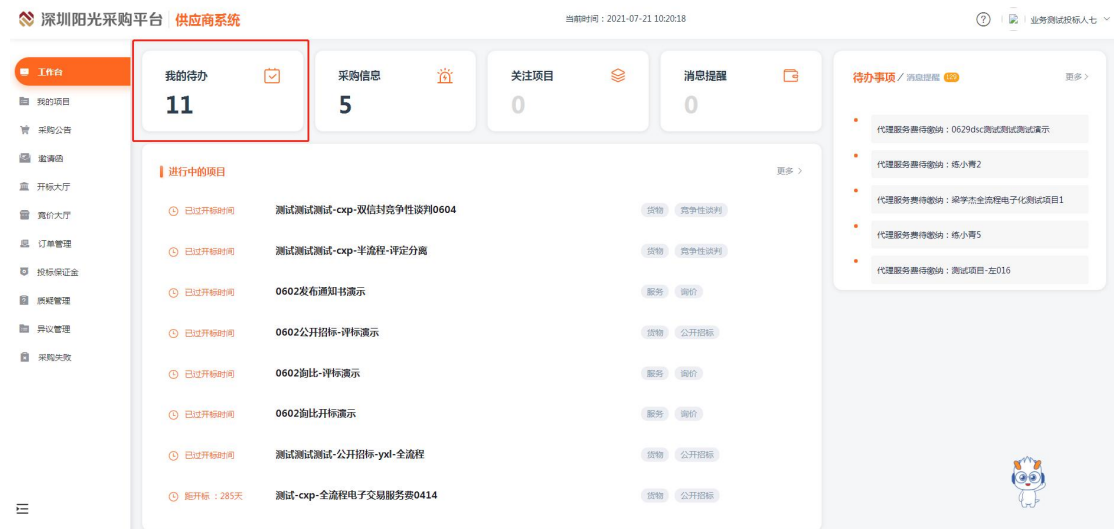 深圳阳光采购平台 供应商系统
当前时间：2021-07-21 10:20:18
业务测试投标人七
工作台
我的项目
采购公告
邀请函
开标大厅
竞价大厅
订单管理
投标保证金
质疑管理
异议管理
采购失败
我的待办
11
采购信息
5
关注项目
0
消息提醒
0
进行中的项目
更多 >
已过开标时间 测试测试测试-cxp-双信封竞争性谈判0604 货物 竞争性谈判
已过开标时间 测试测试测试-cxp-半流程-评定分离 货物 竞争性谈判
已过开标时间 0602发布通知书演示 服务 询价
已过开标时间 0602公开招标-评标演示 货物 公开招标
已过开标时间 0602询比-评标演示 服务 询价
已过开标时间 0602询比开标演示 服务 询价
已过开标时间 测试测试测试-公开招标-yxl-全流程 货物 公开招标
距开标 ：285天 测试-cxp-全流程电子交易服务费0414 货物 公开招标
待办事项 / 消息提醒
更多 >
代理服务费待缴纳：0629dsc测试测试测试演示
代理服务费待缴纳：练小青2
代理服务费待缴纳：梁学杰全流程电子化测试项目1
代理服务费待缴纳：练小青5
代理服务费待缴纳：测试项目-左016